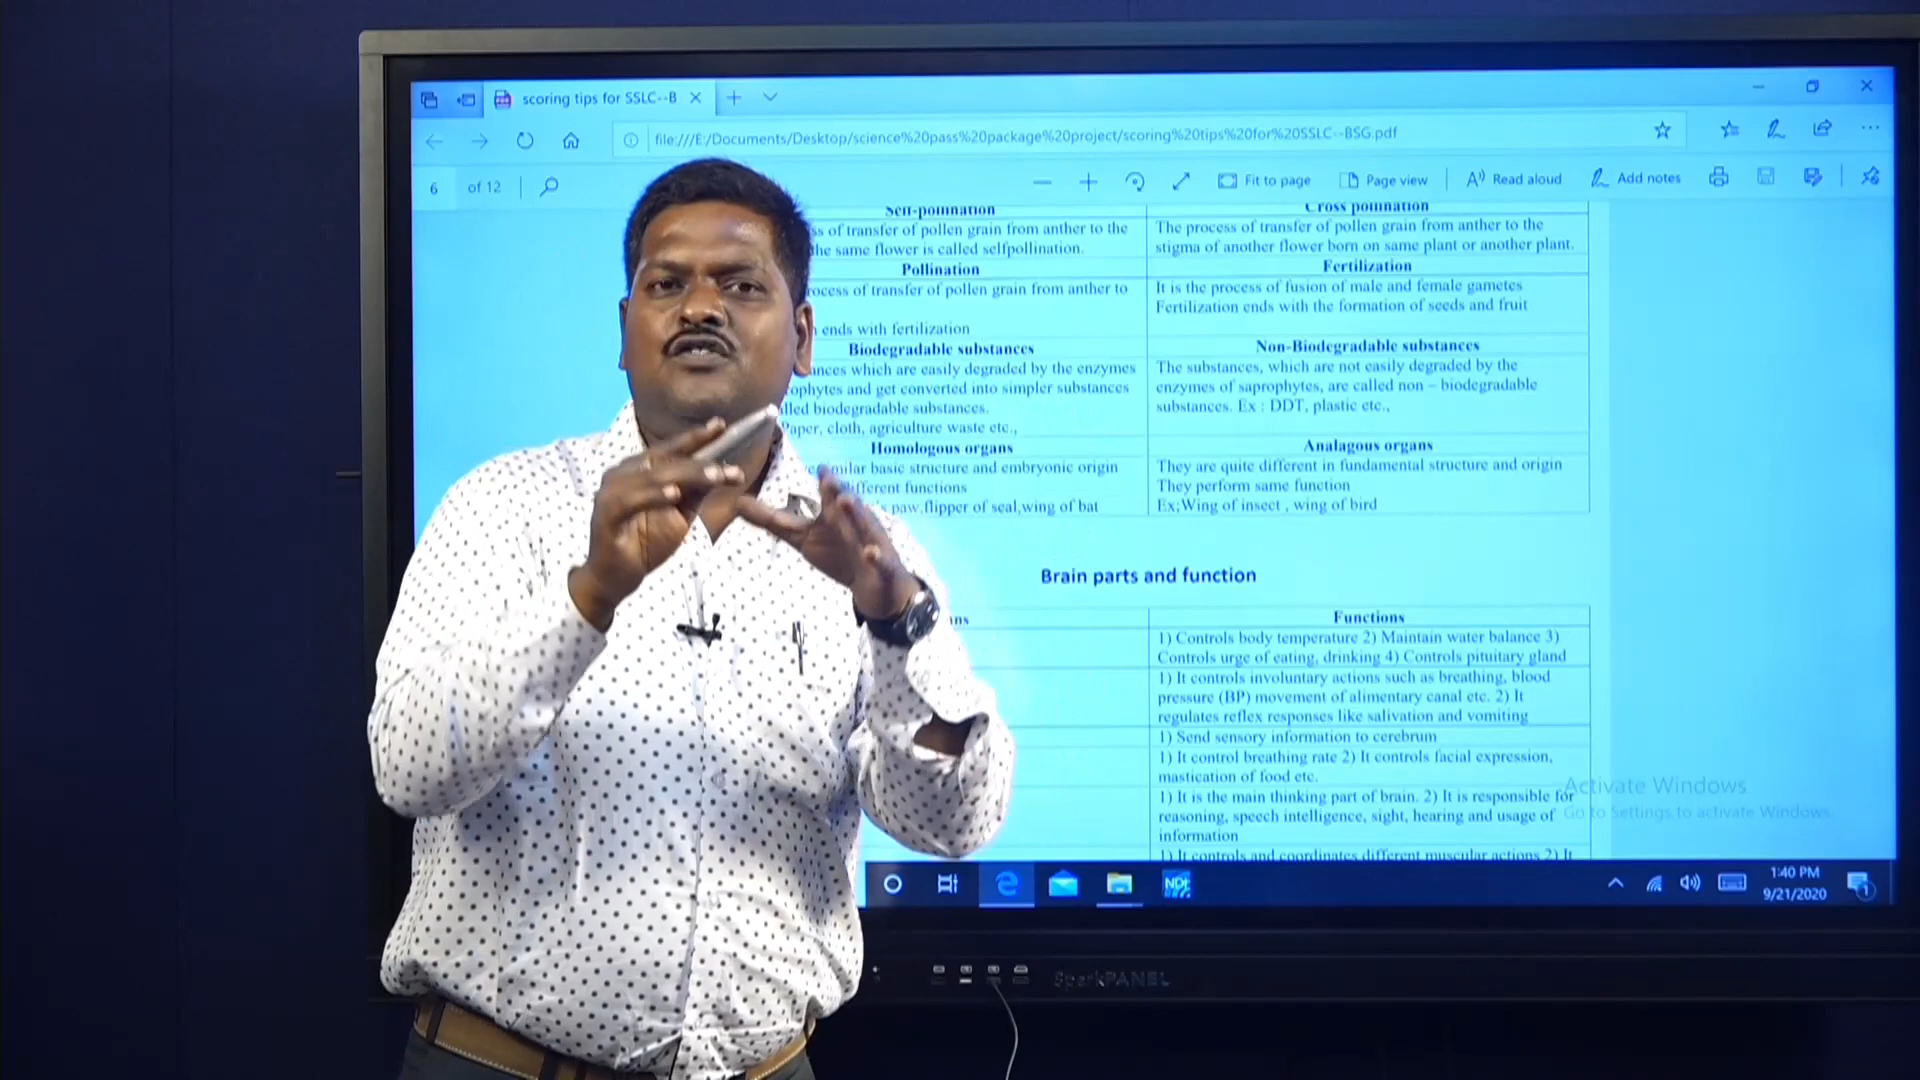 scoring tips for SSLC--B
file:///E:/Documents/Desktop/science%20pass%20package%20project/scoring%20tips%20for%20SSLC--BSG.pdf
6 of 12
Fit to page
Page view
Read aloud
Add notes
Self-pollination
of transfer of pollen grain from anther to the
the same flower is called selfpollination.
Cross pollination
The process of transfer of pollen grain from anther to the
stigma of another flower born on same plant or another plant.
Pollination
of transfer of pollen grain from anther to
ends with fertilization
Fertilization
It is the process of fusion of male and female gametes
Fertilization ends with the formation of seeds and fruit
Biodegradable substances
which are easily degraded by the enzymes
and get converted into simpler substances
biodegradable substances.
Paper, cloth, agriculture waste etc.,
Non-Biodegradable substances
The substances, which are not easily degraded by the
enzymes of saprophytes, are called non – biodegradable
substances. Ex : DDT, plastic etc.,
Homologous organs
basic structure and embryonic origin
functions
paw,flipper of seal,wing of bat
Analagous organs
They are quite different in fundamental structure and origin
They perform same function
Ex;Wing of insect , wing of bird
Brain parts and function
Functions
1) Controls body temperature 2) Maintain water balance 3)
Controls urge of eating, drinking 4) Controls pituitary gland
1) It controls involuntary actions such as breathing, blood
pressure (BP) movement of alimentary canal etc. 2) It
regulates reflex responses like salivation and vomiting
1) Send sensory information to cerebrum
1) It control breathing rate 2) It controls facial expression,
mastication of food etc.
1) It is the main thinking part of brain. 2) It is responsible for
reasoning, speech intelligence, sight, hearing and usage of
information
1) It controls and coordinates different muscular actions 2) It
Activate Windows
Go to Settings to activate Windows.
1:40 PM
9/21/2020
1
SparkPANEL